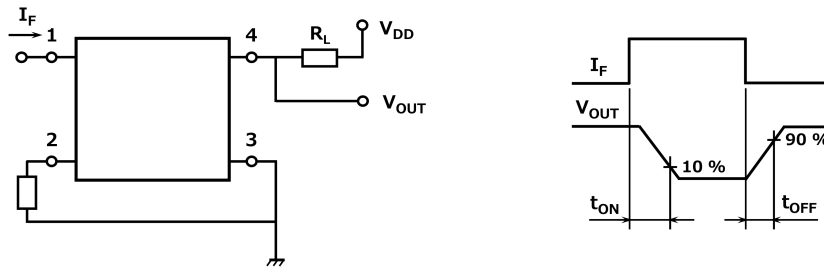 I_F
1
2
3
4
R_L
V_DD
V_OUT
I_F
V_OUT
10 %
90 %
t_ON
t_OFF